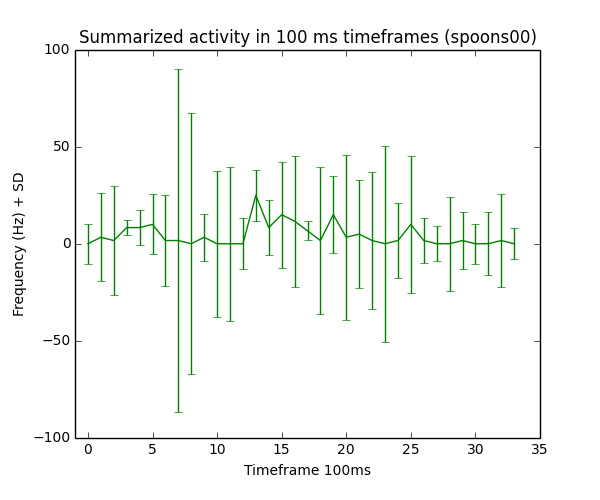 Summarized activity in 100 ms timeframes (spoons00)
100
50
0
−50
−100
Frequency (Hz) + SD
0 5 10 15 20 25 30 35
Timeframe 100ms